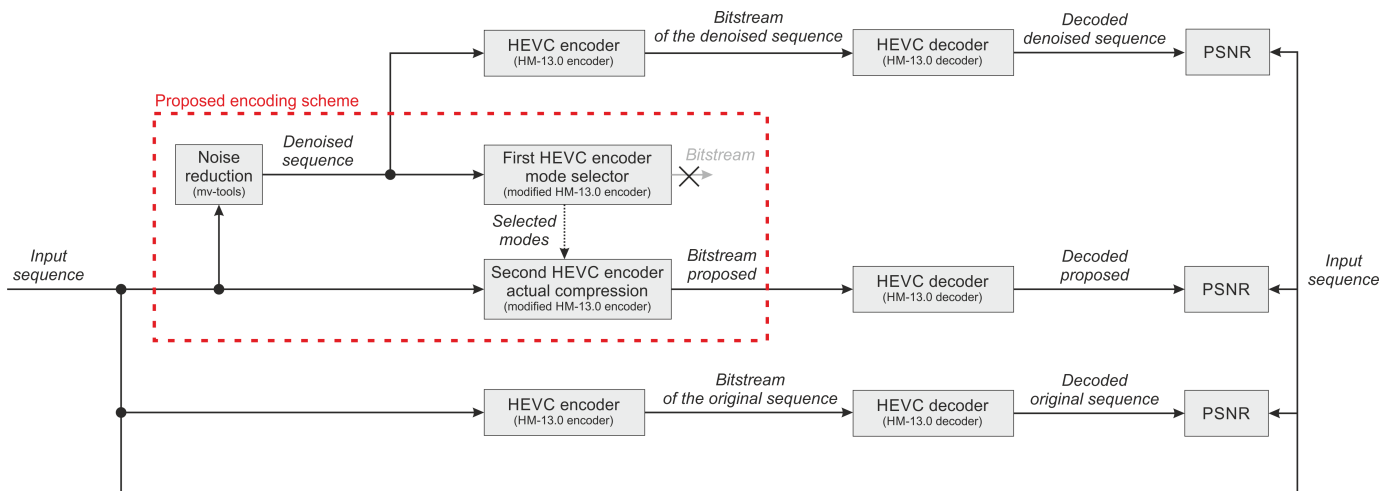 Bitstream
of the denoised sequence
Decoded
denoised sequence
HEVC encoder
(HM-13.0 encoder)
HEVC decoder
(HM-13.0 decoder)
PSNR
Proposed encoding scheme
Denoised
sequence
Noise
reduction
(mv-tools)
First HEVC encoder
mode selector
(modified HM-13.0 encoder)
Bitstream
Selected
modes
Input
sequence
Second HEVC encoder
actual compression
(modified HM-13.0 encoder)
Bitstream
proposed
HEVC decoder
(HM-13.0 decoder)
Decoded
proposed
PSNR
Input
sequence
HEVC encoder
(HM-13.0 encoder)
Bitstream
of the original sequence
HEVC decoder
(HM-13.0 decoder)
Decoded
original sequence
PSNR